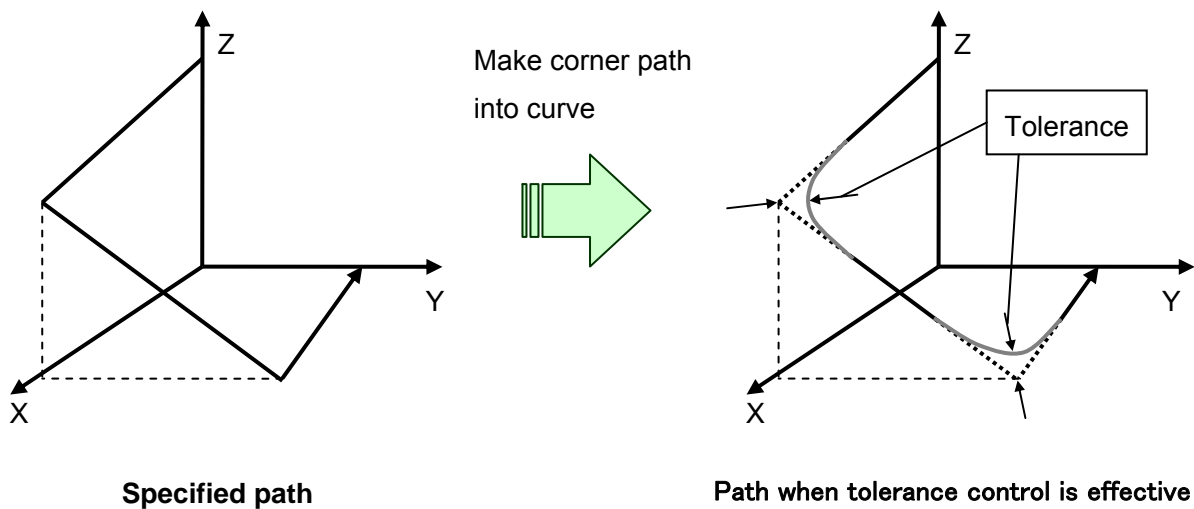 Z
Y
X
Specified path
Make corner path
into curve
Z
Tolerance
Y
X
Path when tolerance control is effective